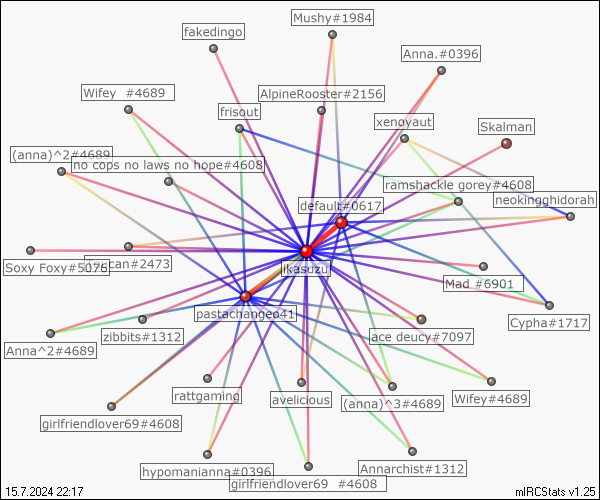 Mushy#1984
fakedingo
Anna.#0396
Wifey  #4689
AlpineRooster#2156
frisout
xenoyaut
Skalman
(anna)^2#4689
no cops no laws no hope#4608
ramshackle gorey#4608
neokingghidorah
default#0617
Soxy Foxy#5076
can#2473
ikasuzu
Mad_#6901
pastachangeo41
Cypha#1717
zibbits#1312
ace deucy#7097
Anna^2#4689
rattgaming
avelicious
(anna)^3#4689
Wifey#4689
girlfriendlover69#4608
hypomanianna#0396
Annarchist#1312
girlfriendlover69  #4608
15.7.2024 22:17
mIRCStats v1.25